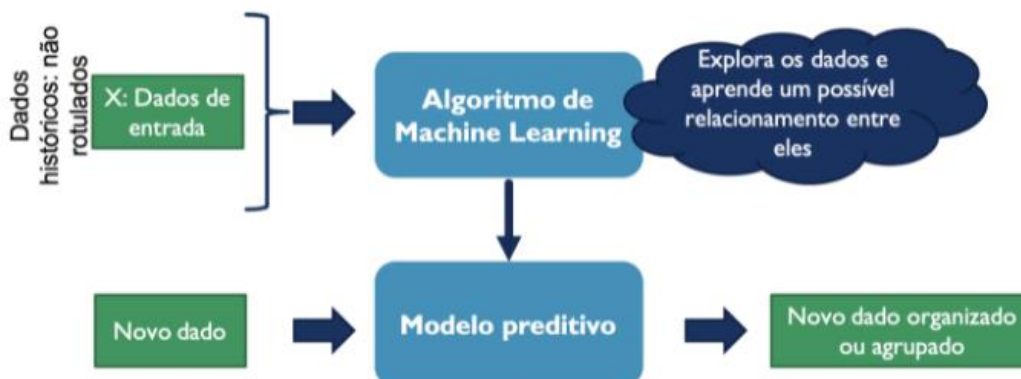 Dados
históricos: não
rotulados
X: Dados de
entrada
Algoritmo de
Machine Learning
Explora os dados e
aprende um possível
relacionamento entre
eles
Novo dado
Modelo preditivo
Novo dado organizado
ou agrupado